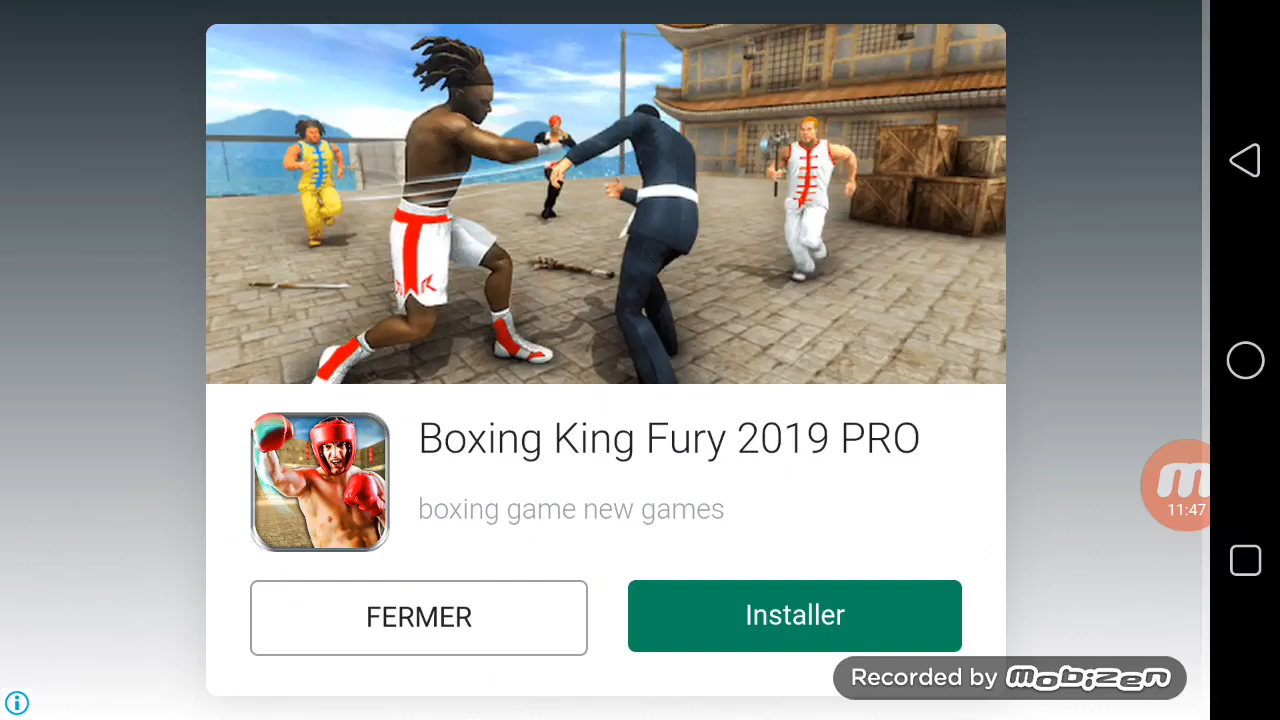 Boxing King Fury 2019 PRO
boxing game new games
FERMER
Installer
11:47
Recorded by mobizen